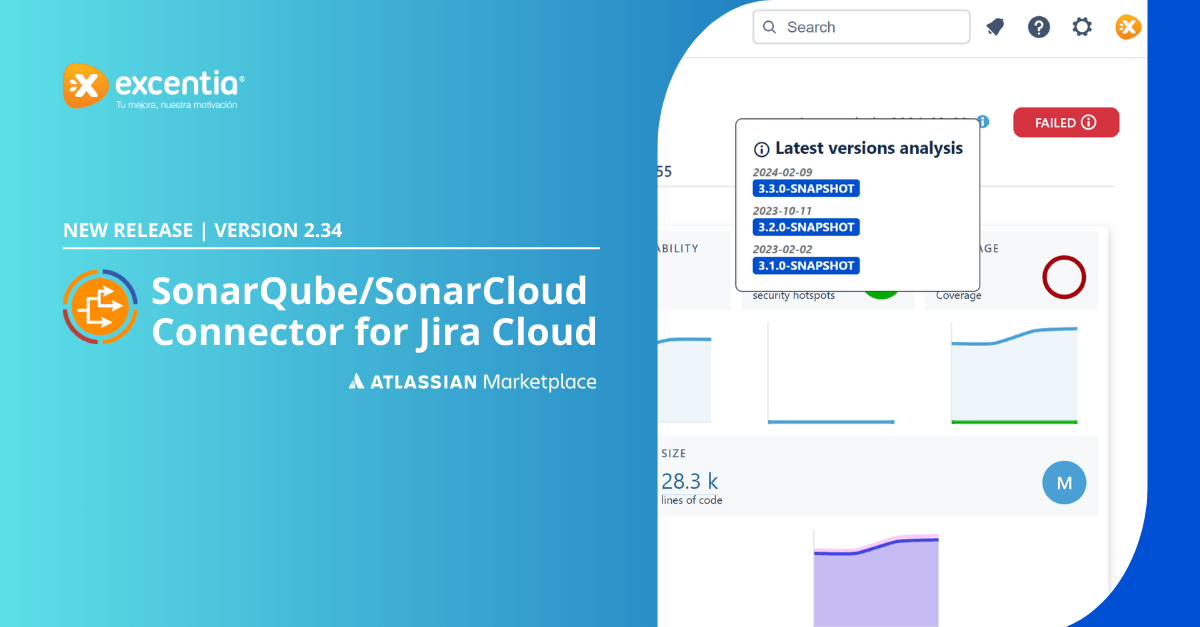 excentia®
Tu mejora, nuestra motivación
NEW RELEASE | VERSION 2.34
SonarQube/SonarCloud
Connector for Jira Cloud
ATLASSIAN Marketplace
Search
FAILED
55
Latest versions analysis
2024-02-09
3.3.0-SNAPSHOT
2023-10-11
3.2.0-SNAPSHOT
2023-02-02
3.1.0-SNAPSHOT
ABILITY
AGE
security hotspots
Coverage
SIZE
28.3 k
lines of code
M